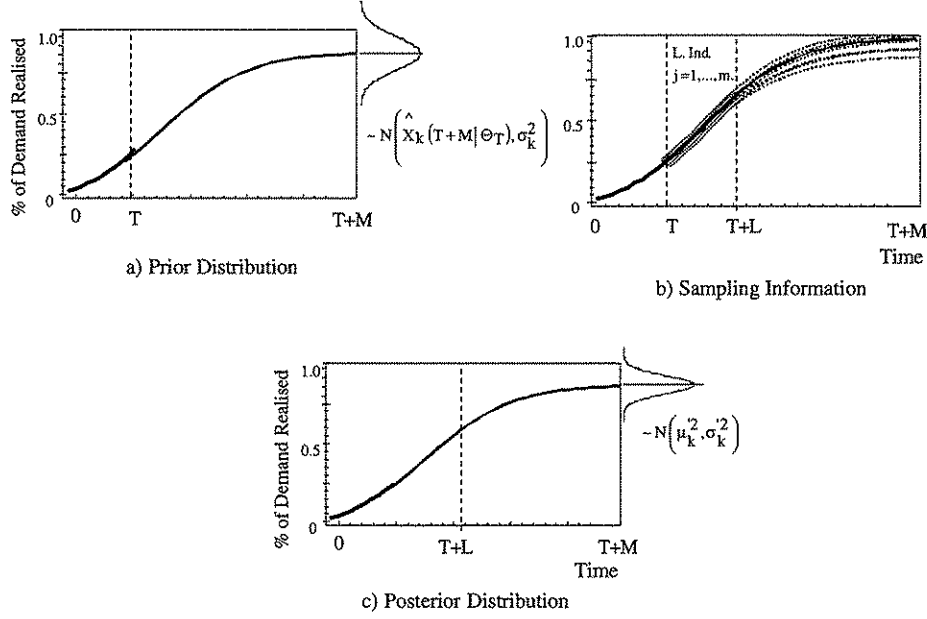 % of Demand Realised
1.0
0.5
0
0 T T+M
~ N(X̂k(T+M|ΘT),σk²)
a) Prior Distribution
1.0
0.5
0
L. Ind.
j=1,...,m.
0 T T+L T+M
Time
b) Sampling Information
% of Demand Realised
1.0
0.5
0
0 T+L T+M
Time
~ N(μ'k²,σ'k²)
c) Posterior Distribution